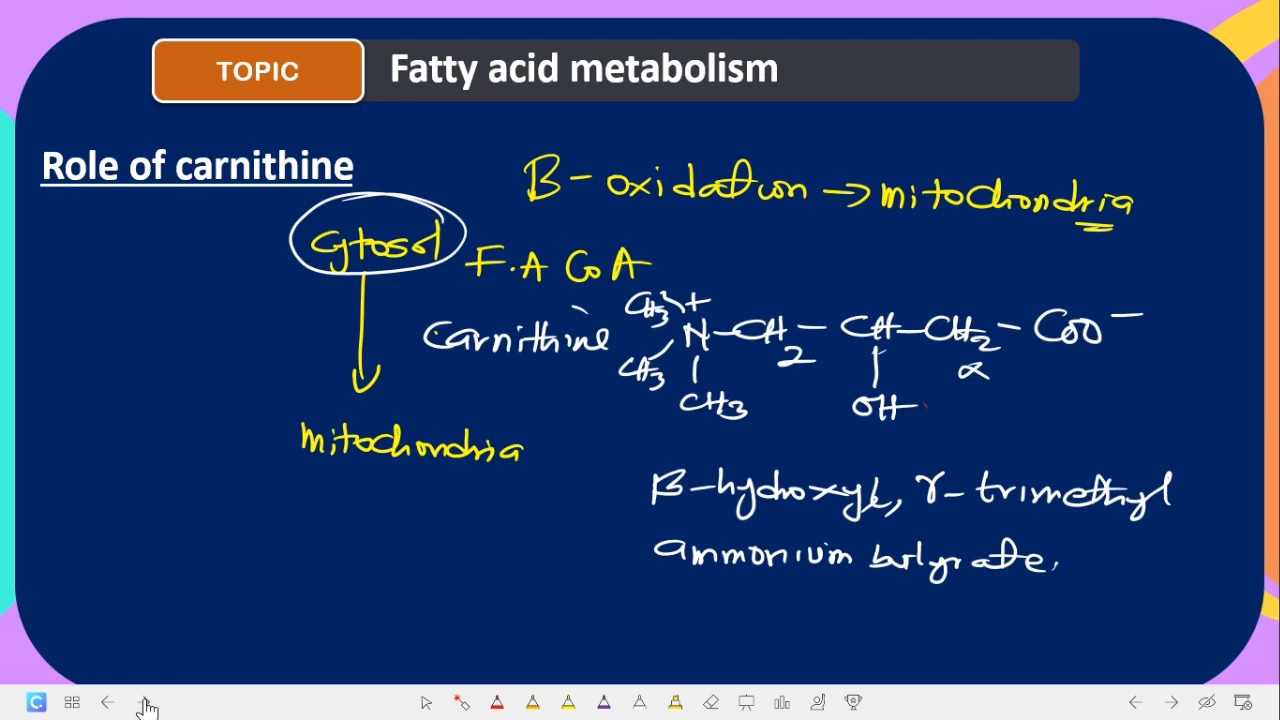 TOPIC
Fatty acid metabolism
Role of carnithine
B-oxidation → mitochondria
Cytosol
F.A CoA
Carnithine
CH3 +
N-CH2-CH-CH2-COO-
CH3
CH3
OH
α
mitochondria
β-hydroxyl, γ-trimethyl
ammonium butyrate.